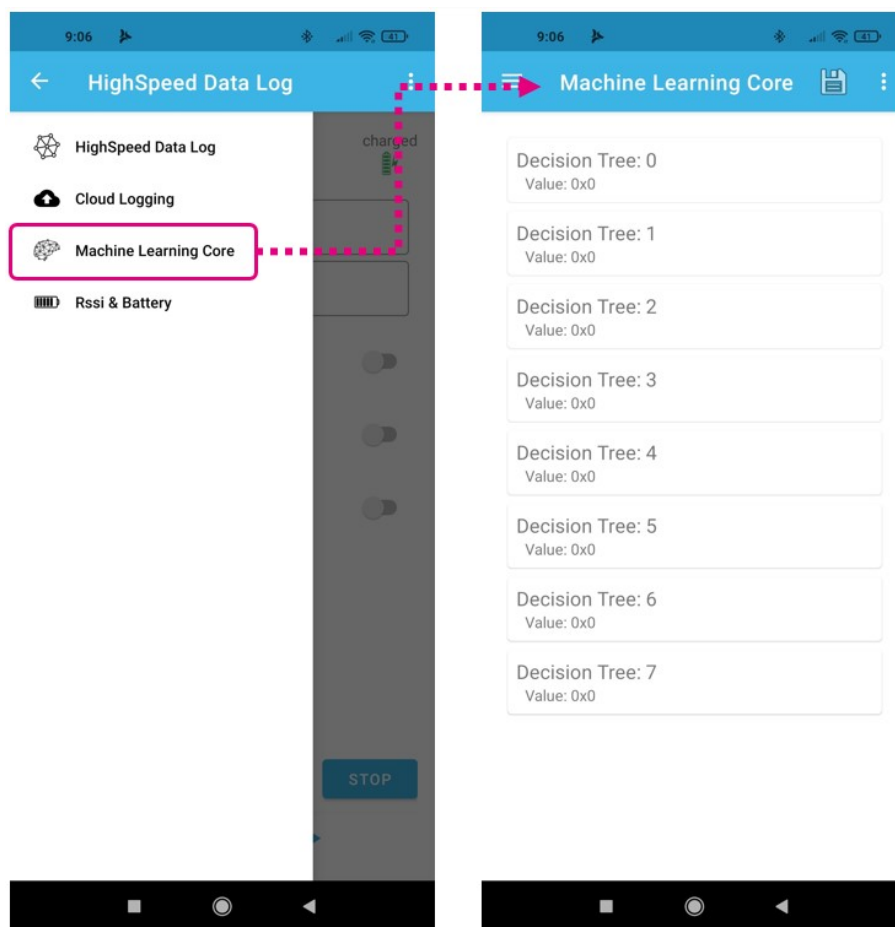 9:06
41
HighSpeed Data Log
HighSpeed Data Log
Cloud Logging
Machine Learning Core
Rssi & Battery
charged
STOP
9:06
41
Machine Learning Core
Decision Tree: 0
Value: 0x0
Decision Tree: 1
Value: 0x0
Decision Tree: 2
Value: 0x0
Decision Tree: 3
Value: 0x0
Decision Tree: 4
Value: 0x0
Decision Tree: 5
Value: 0x0
Decision Tree: 6
Value: 0x0
Decision Tree: 7
Value: 0x0